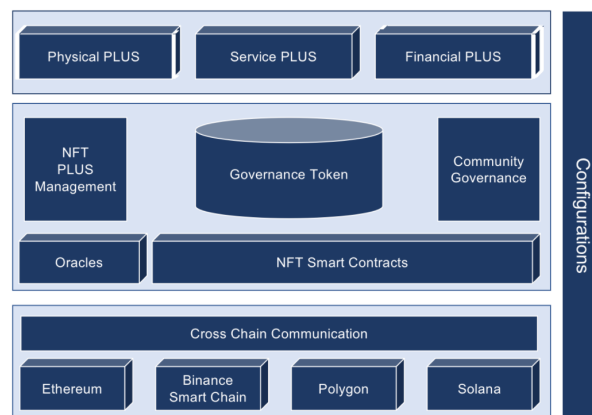 Physical PLUS
Service PLUS
Financial PLUS
NFT
PLUS
Management
Governance Token
Community
Governance
Oracles
NFT Smart Contracts
Cross Chain Communication
Ethereum
Binance
Smart Chain
Polygon
Solana
Configurations